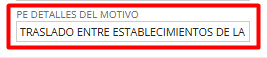 PE DETALLES DEL MOTIVO
TRASLADO ENTRE ESTABLECIMIENTOS DE LA